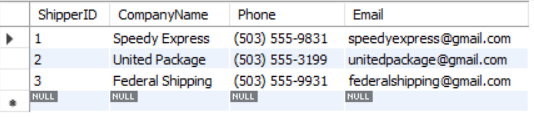 ShipperID CompanyName Phone Email
1 Speedy Express (503) 555-9831 speedyexpress@gmail.com
2 United Package (503) 555-3199 unitedpackage@gmail.com
3 Federal Shipping (503) 555-9931 federalshipping@gmail.com
NULL NULL NULL NULL